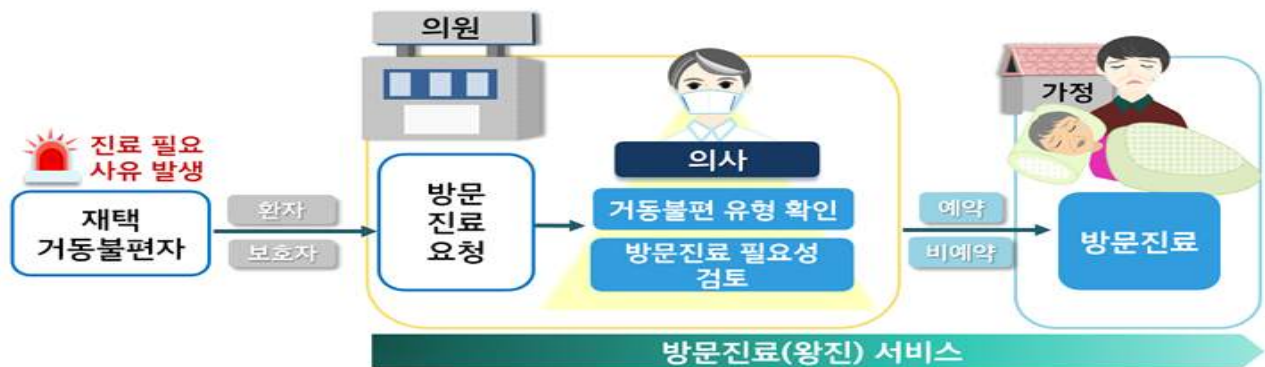 의원
가정
진료 필요
사유 발생
재택
거동불편자
환자
보호자
방문
진료
요청
의사
거동불편 유형 확인
방문진료 필요성
검토
예약
비예약
방문진료
방문진료(왕진) 서비스